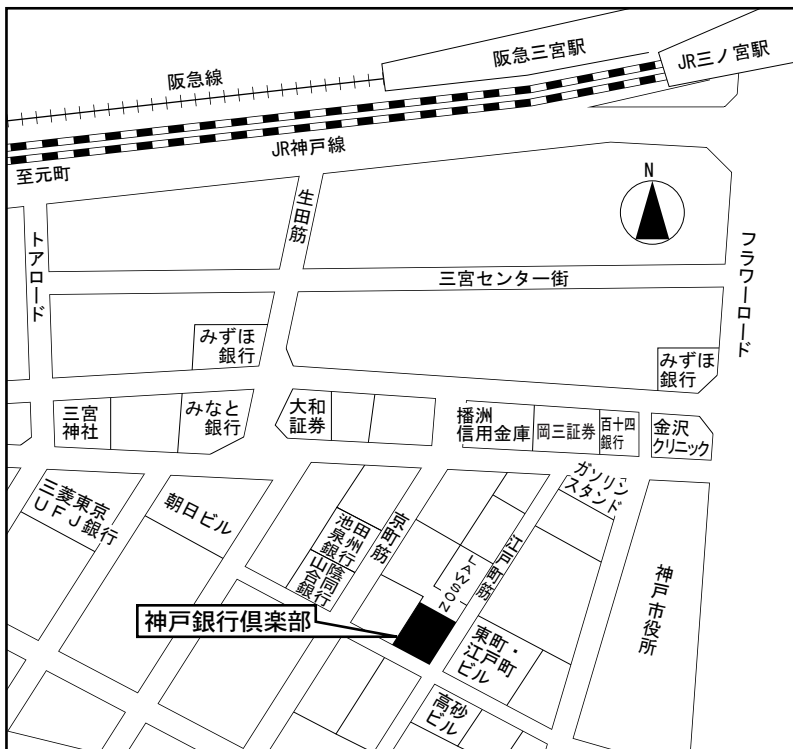 阪急三宮駅
JR三ノ宮駅
阪急線
JR神戸線
至元町
生田筋
N
トアロード
三宮センター街
フラワーロード
みずほ
銀行
みずほ
銀行
三宮
神社
みなと
銀行
大和
証券
播洲
信用金庫
岡三証券
百十四
銀行
金沢
クリニック
三菱東京
UFJ銀行
朝日ビル
池田
泉州
銀行
山陰
合同
銀行
京町筋
LAWSON
江戸町筋
ガソリン
スタンド
神戸市役所
神戸銀行倶楽部
東町・
江戸町
ビル
高砂
ビル